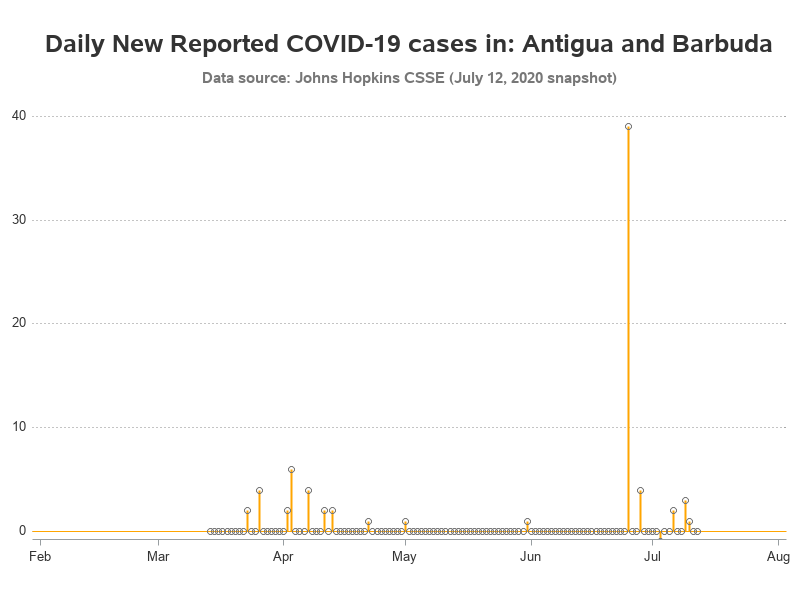 Daily New Reported COVID-19 cases in: Antigua and Barbuda
Data source: Johns Hopkins CSSE (July 12, 2020 snapshot)
40
30
20
10
0
Feb Mar Apr May Jun Jul Aug